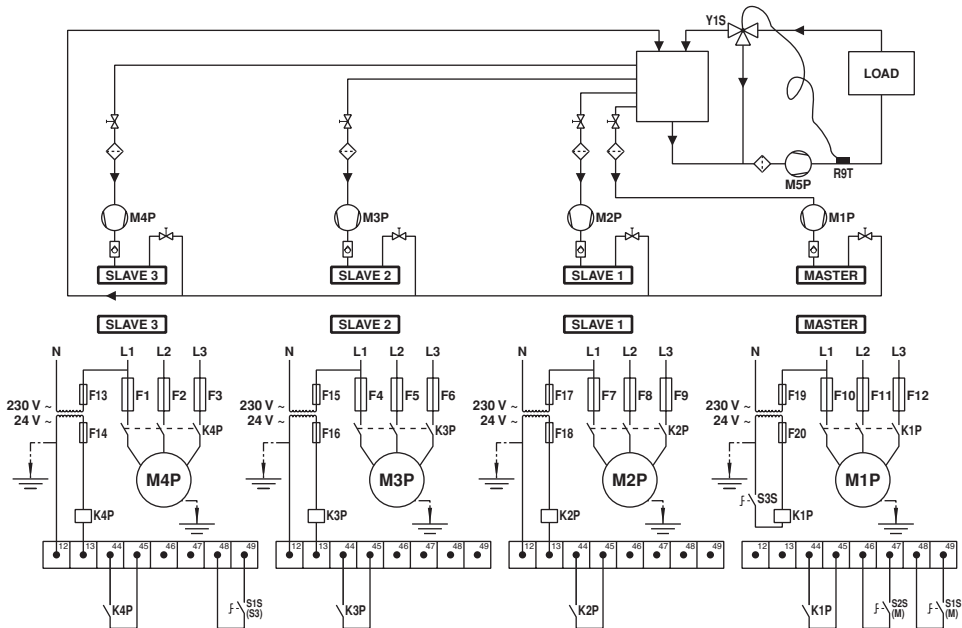 Y1S
LOAD
M5P
R9T
M4P
M3P
M2P
M1P
SLAVE 3
SLAVE 2
SLAVE 1
MASTER
SLAVE 3
SLAVE 2
SLAVE 1
MASTER
N L1 L2 L3
N L1 L2 L3
N L1 L2 L3
N L1 L2 L3
F13 F1 F2 F3
F15 F4 F5 F6
F17 F7 F8 F9
F19 F10 F11 F12
230 V ~
24 V ~
F14 K4P
230 V ~
24 V ~
F16 K3P
230 V ~
24 V ~
F18 K2P
230 V ~
24 V ~
F20 K1P
M4P
M3P
M2P
M1P
S3S
K4P
K3P
K2P
K1P
12 13 44 45 46 47 48 49
12 13 44 45 46 47 48 49
12 13 44 45 46 47 48 49
12 13 44 45 46 47 48 49
K4P
S1S
(S3)
K3P
K2P
K1P
S2S
(M)
S1S
(M)